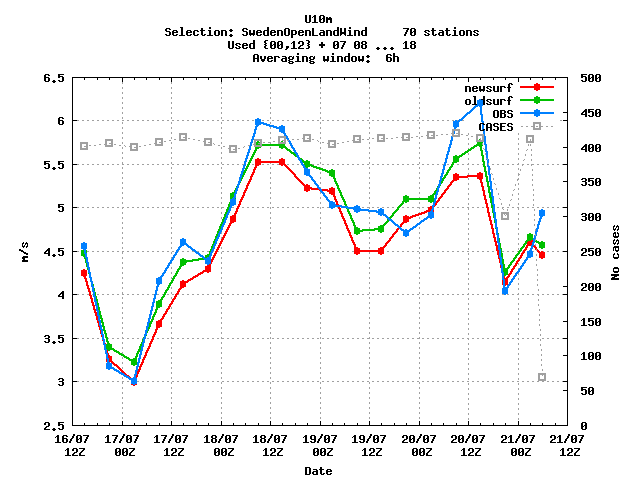 U10m
Selection: SwedenOpenLandWind     70 stations
Used {00,12} + 07 08 ... 18
Averaging window:  6h
6.5
6
5.5
5
4.5
4
3.5
3
2.5
m/s
500
450
400
350
300
250
200
150
100
50
0
No cases
newsurf
oldsurf
OBS
CASES
16/07 17/07 17/07 18/07 18/07 19/07 19/07 20/07 20/07 21/07 21/07
12Z 00Z 12Z 00Z 12Z 00Z 12Z 00Z 12Z 00Z 12Z
Date